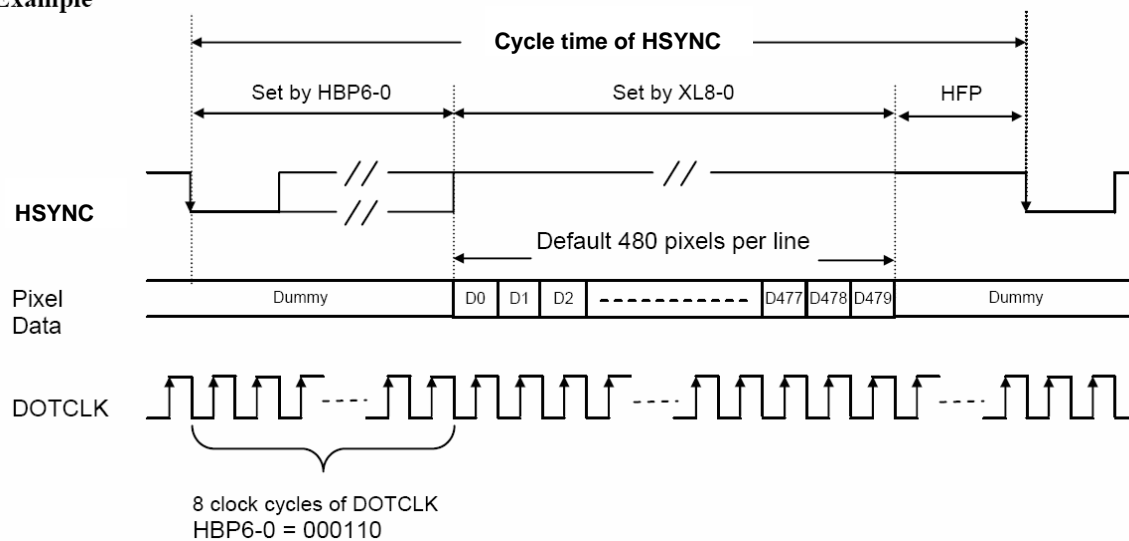 Example
Cycle time of HSYNC
Set by HBP6-0
Set by XL8-0
HFP
HSYNC
Default 480 pixels per line
Pixel
Data
Dummy
D0
D1
D2
D477
D478
D479
Dummy
DOTCLK
8 clock cycles of DOTCLK
HBP6-0 = 000110